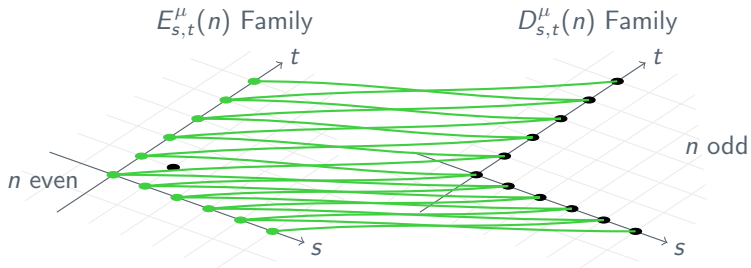 E^μ_{s,t}(n) Family
D^μ_{s,t}(n) Family
t
t
n odd
n even
s
s